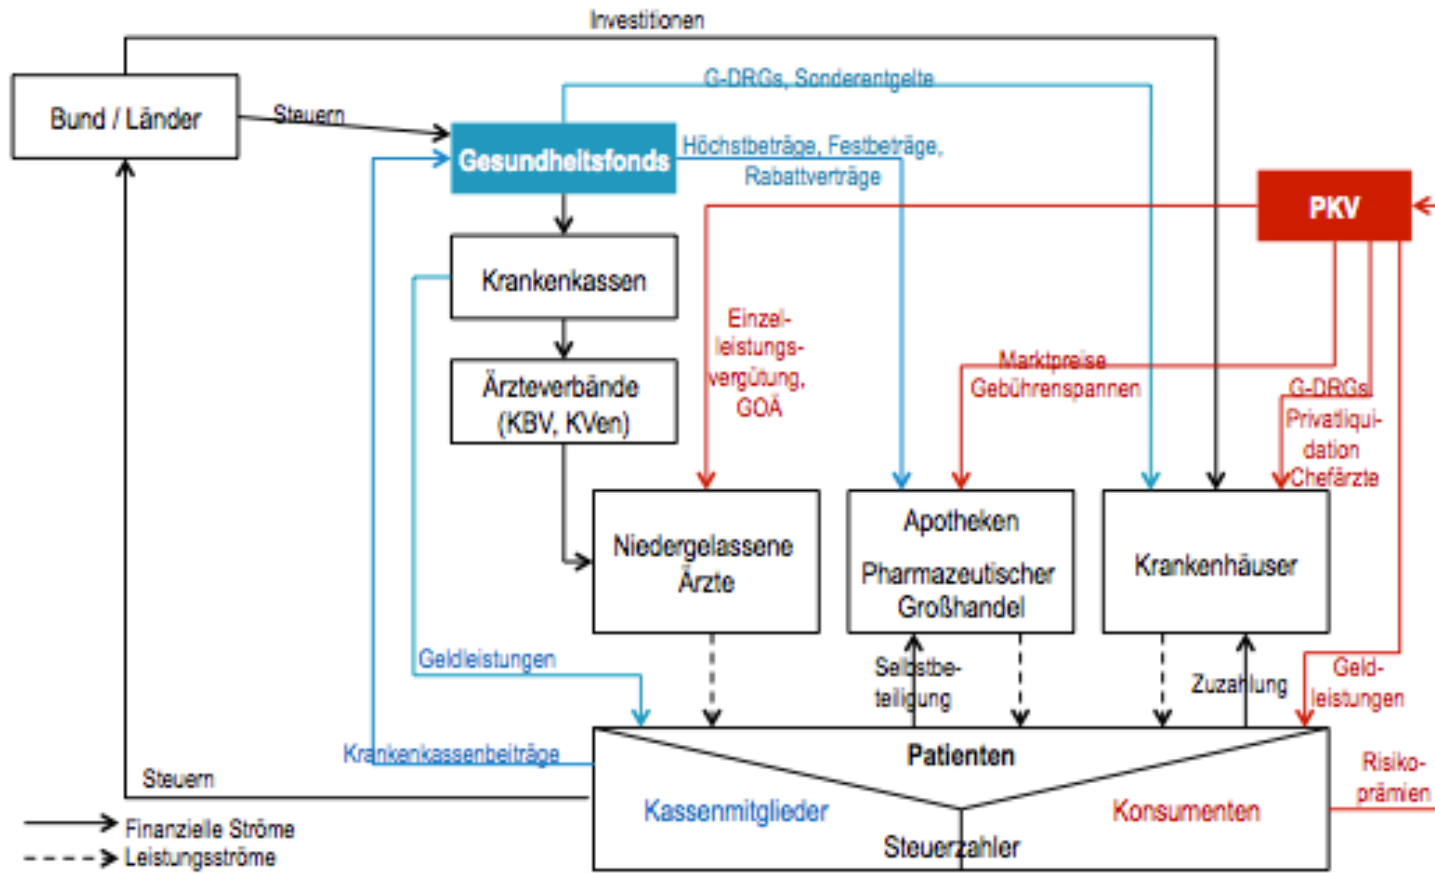 Investitionen
G-DRGs, Sonderentgelte
Bund / Länder
Steuern
Gesundheitsfonds
Höchstbeträge, Festbeträge,
Rabattverträge
PKV
Krankenkassen
Einzel-
leistungs-
vergütung,
GOÄ
Marktpreise
Gebührenspannen
G-DRGs
Privatliqui-
dation
Chefärzte
Ärzteverbände
(KBV, KVen)
Niedergelassene
Ärzte
Apotheken
Pharmazeutischer
Großhandel
Krankenhäuser
Geldleistungen
Selbstbe-
teiligung
Zuzahlung
Geld-
leistungen
Krankenkassenbeiträge
Patienten
Steuern
Risiko-
prämien
Kassenmitglieder
Konsumenten
Steuerzahler
Finanzielle Ströme
Leistungsströme